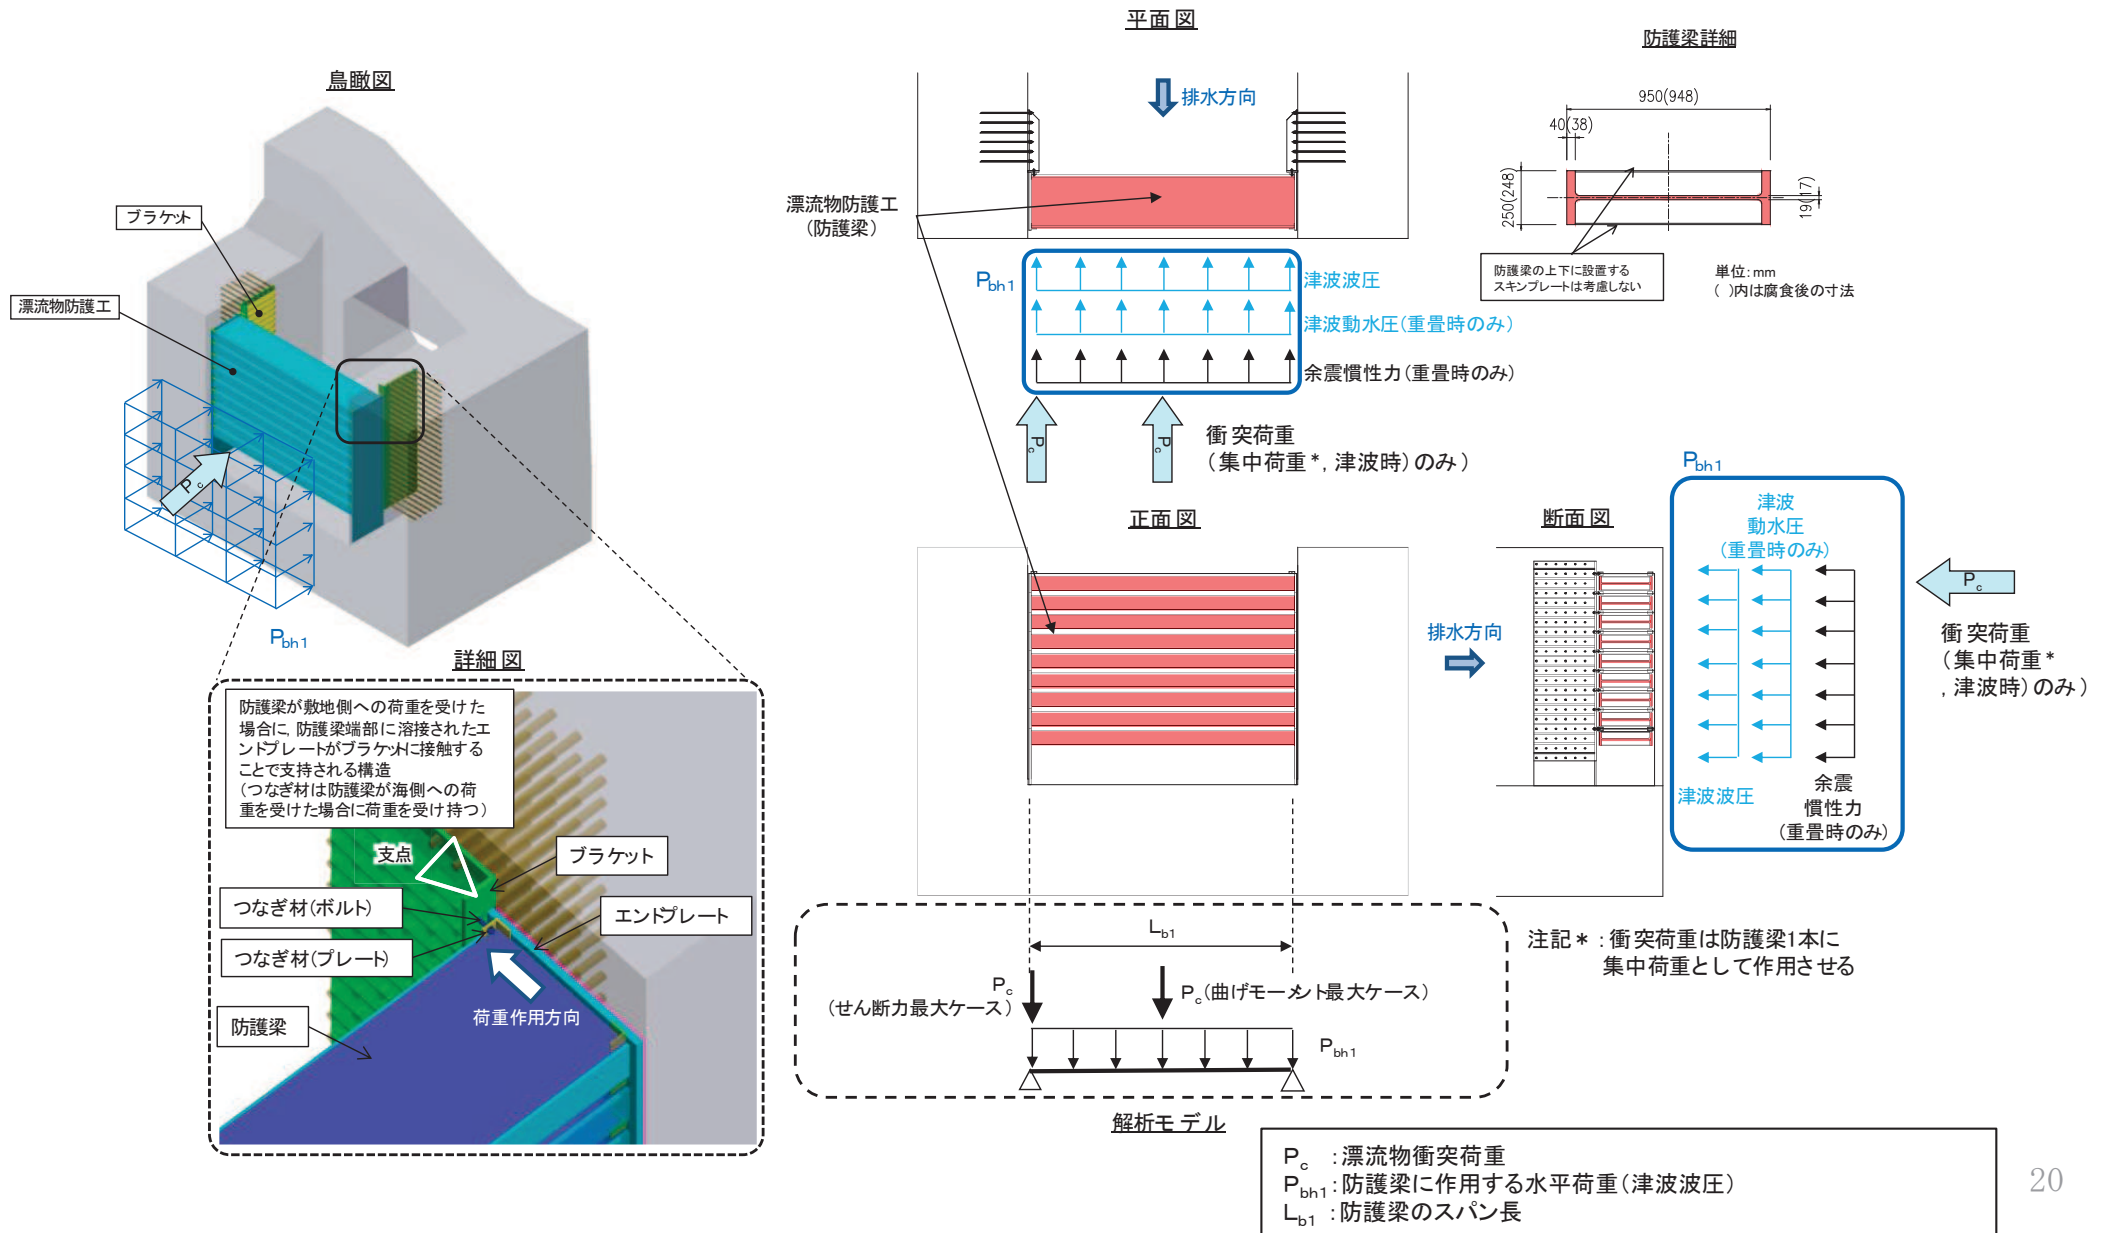 平面図
防護梁詳細
鳥瞰図
排水方向
950(948)
40(38)
250(248)
19(17)
ブラケット
漂流物防護工
漂流物防護工
(防護梁)
防護梁の上下に設置する
スキンプレートは考慮しない
単位:mm
( )内は腐食後の寸法
Pbh1
津波波圧
津波動水圧(重畳時のみ)
余震慣性力(重畳時のみ)
Pc
Pc
Pc
衝突荷重
(集中荷重*, 津波時)のみ)
Pbh1
正面図
断面図
津波
動水圧
(重畳時のみ)
Pc
排水方向
衝突荷重
(集中荷重*
, 津波時)のみ)
津波波圧
余震
慣性力
(重畳時のみ)
Pbh1
詳細図
防護梁が敷地側への荷重を受けた
場合に, 防護梁端部に溶接されたエ
ンドプレートがブラケットに接触する
ことで支持される構造
(つなぎ材は防護梁が海側への荷
重を受けた場合に荷重を受け持つ)
支点
ブラケット
つなぎ材(ボルト)
エンドプレート
つなぎ材(プレート)
荷重作用方向
防護梁
Lb1
Pc
(せん断力最大ケース)
Pc(曲げモーメント最大ケース)
Pbh1
解析モデル
注記* :衝突荷重は防護梁1本に
集中荷重として作用させる
Pc :漂流物衝突荷重
Pbh1:防護梁に作用する水平荷重(津波波圧)
Lb1 :防護梁のスパン長
20